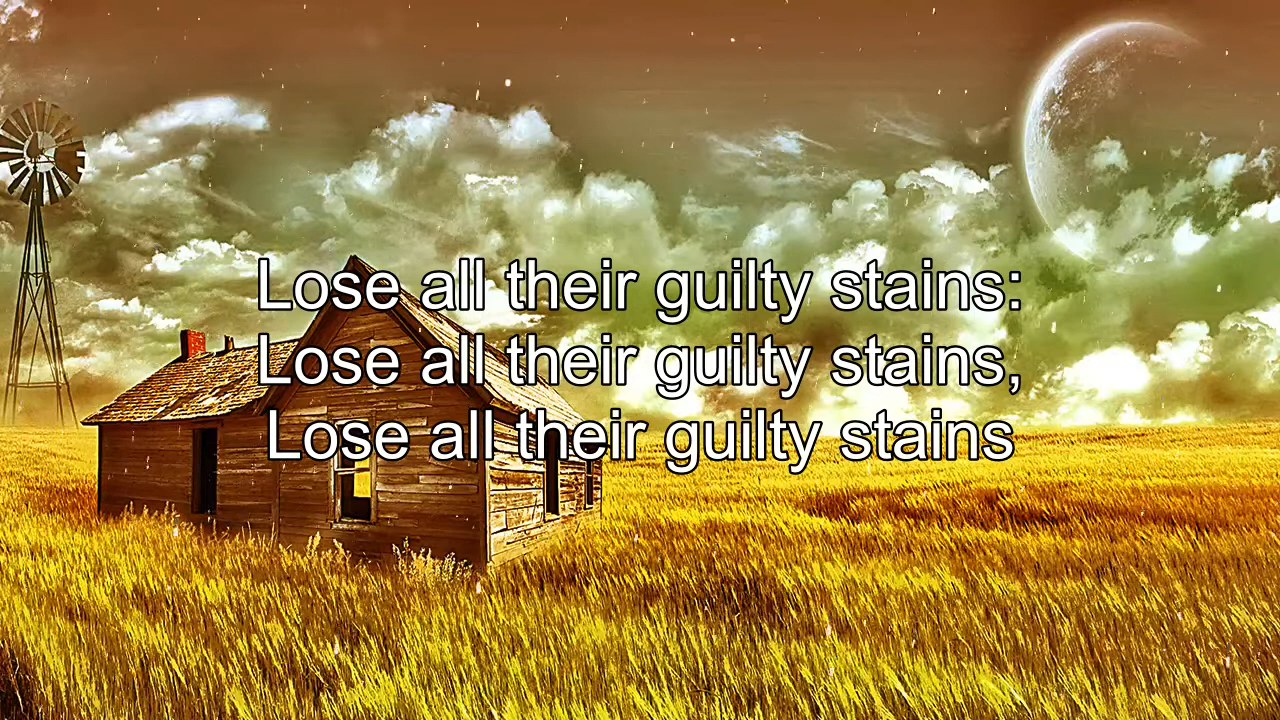 Lose all their guilty stains:
Lose all their guilty stains,
Lose all their guilty stains